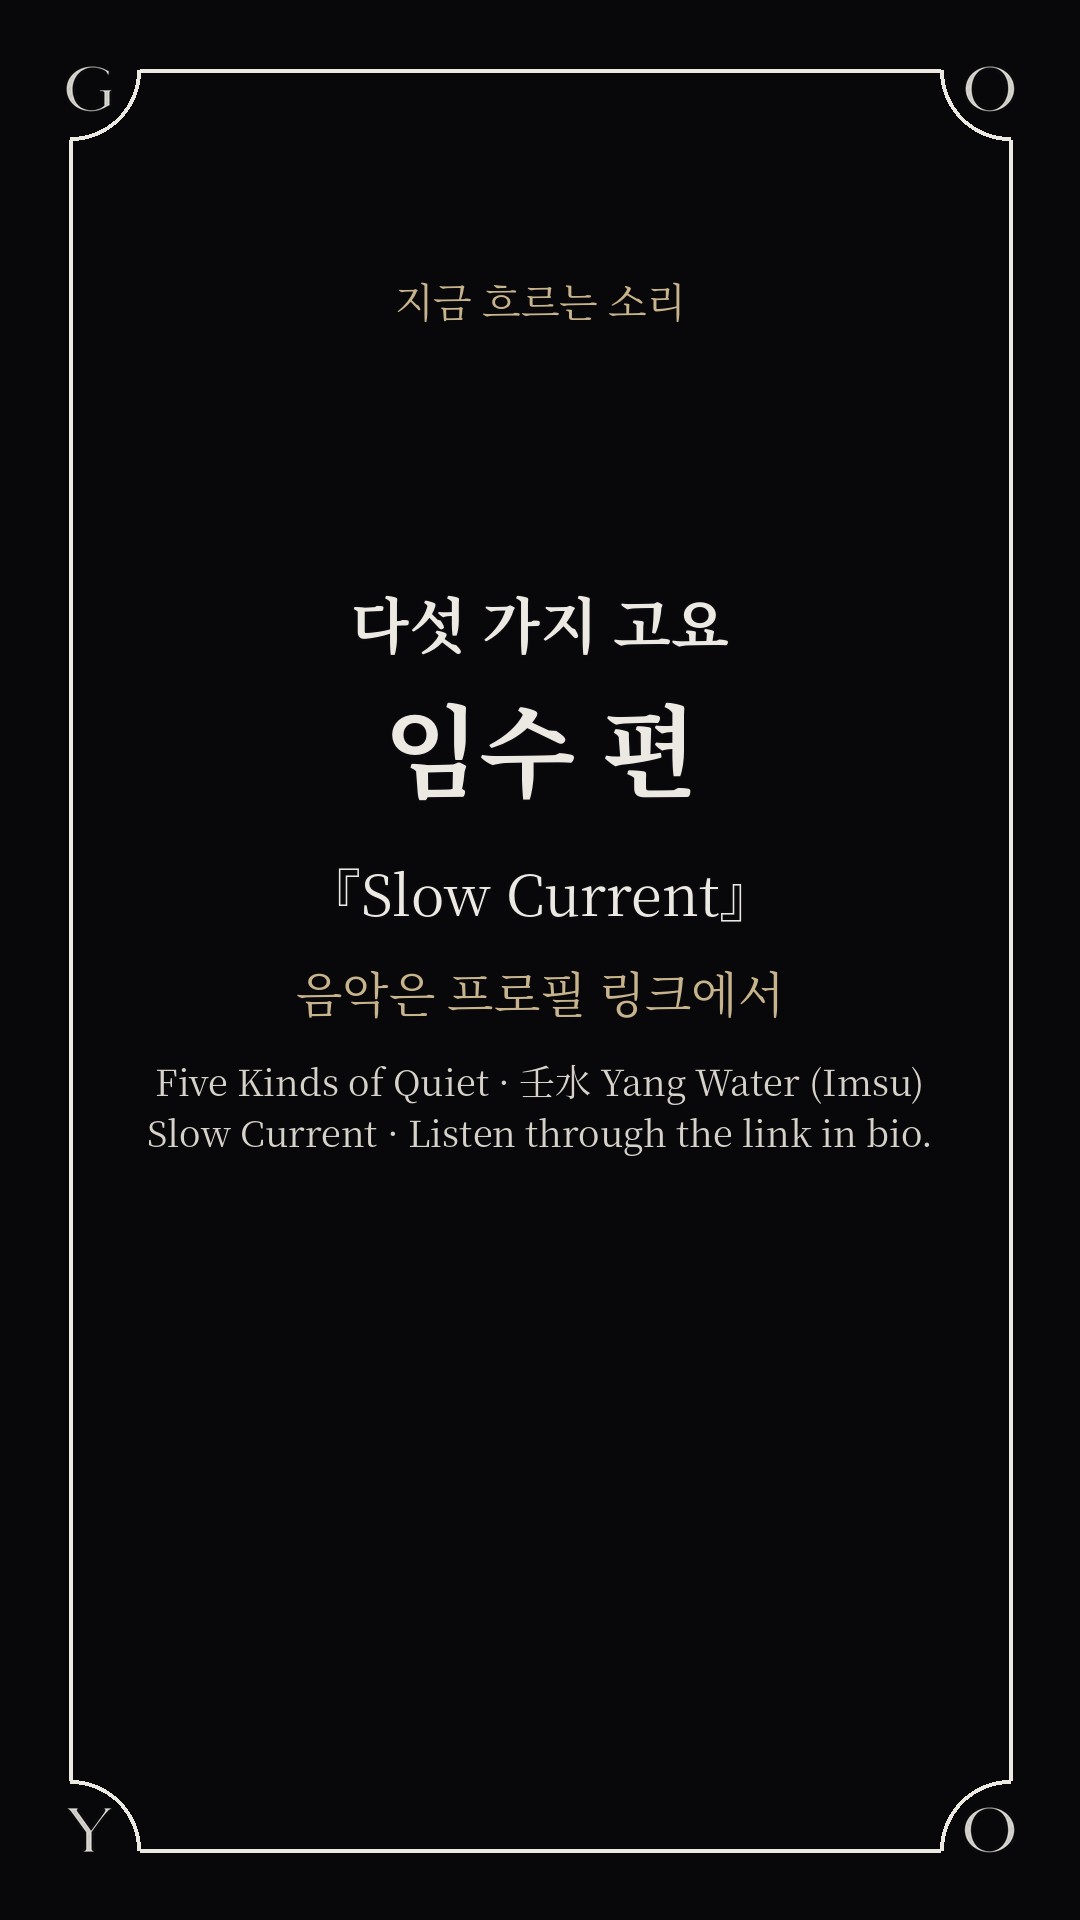 G O
지금 흐르는 소리
다섯 가지 고요
임수 편
『Slow Current』
음악은 프로필 링크에서
Five Kinds of Quiet · 壬水 Yang Water (Imsu)
Slow Current · Listen through the link in bio.
Y O